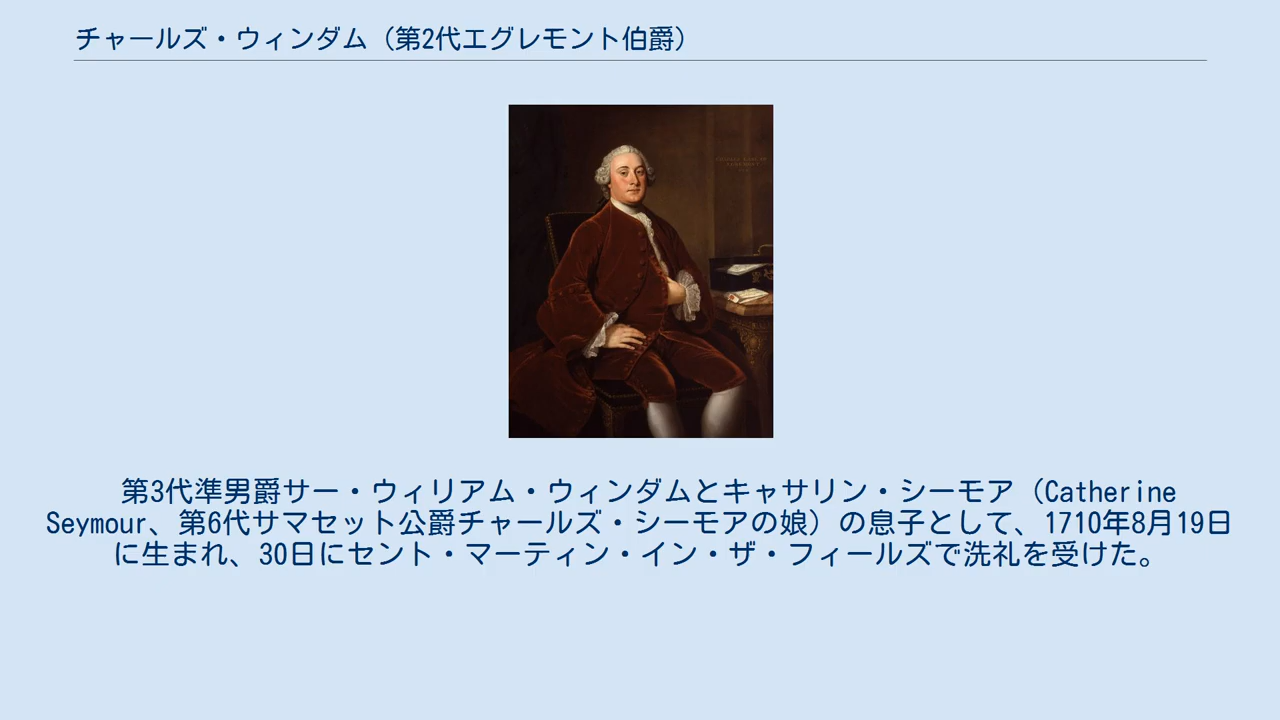 チャールズ・ウィンダム（第2代エグレモント伯爵）
第3代準男爵サー・ウィリアム・ウィンダムとキャサリン・シーモア（Catherine
Seymour、第6代サマセット公爵チャールズ・シーモアの娘）の息子として、1710年8月19日
に生まれ、30日にセント・マーティン・イン・ザ・フィールズで洗礼を受けた。